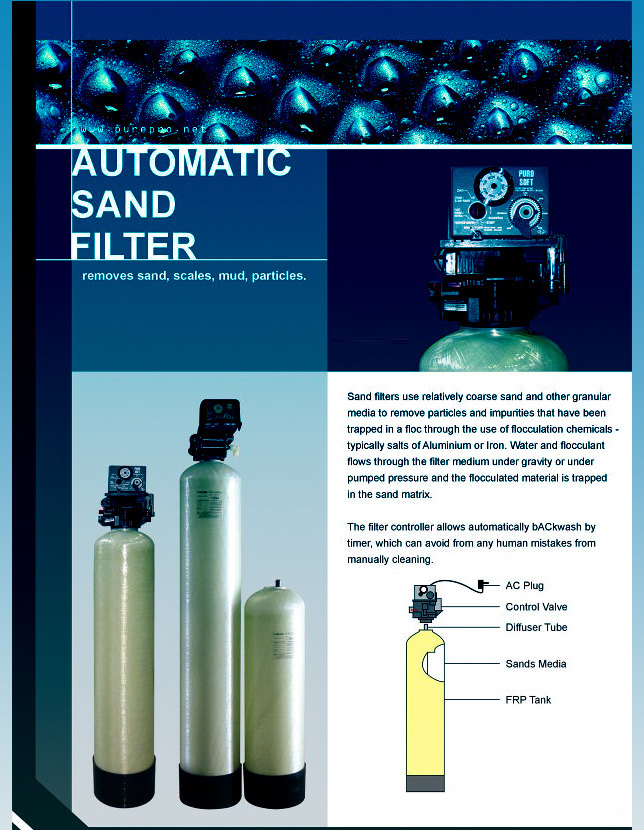 www.purepro.net
AUTOMATIC
SAND
FILTER
removes sand, scales, mud, particles.
PURO
SOFT
Sand filters use relatively coarse sand and other granular
media to remove particles and impurities that have been
trapped in a floc through the use of flocculation chemicals -
typically salts of Aluminium or Iron. Water and flocculant
flows through the filter medium under gravity or under
pumped pressure and the flocculated material is trapped
in the sand matrix.
The filter controller allows automatically bACkwash by
timer, which can avoid from any human mistakes from
manually cleaning.
AC Plug
Control Valve
Diffuser Tube
Sands Media
FRP Tank